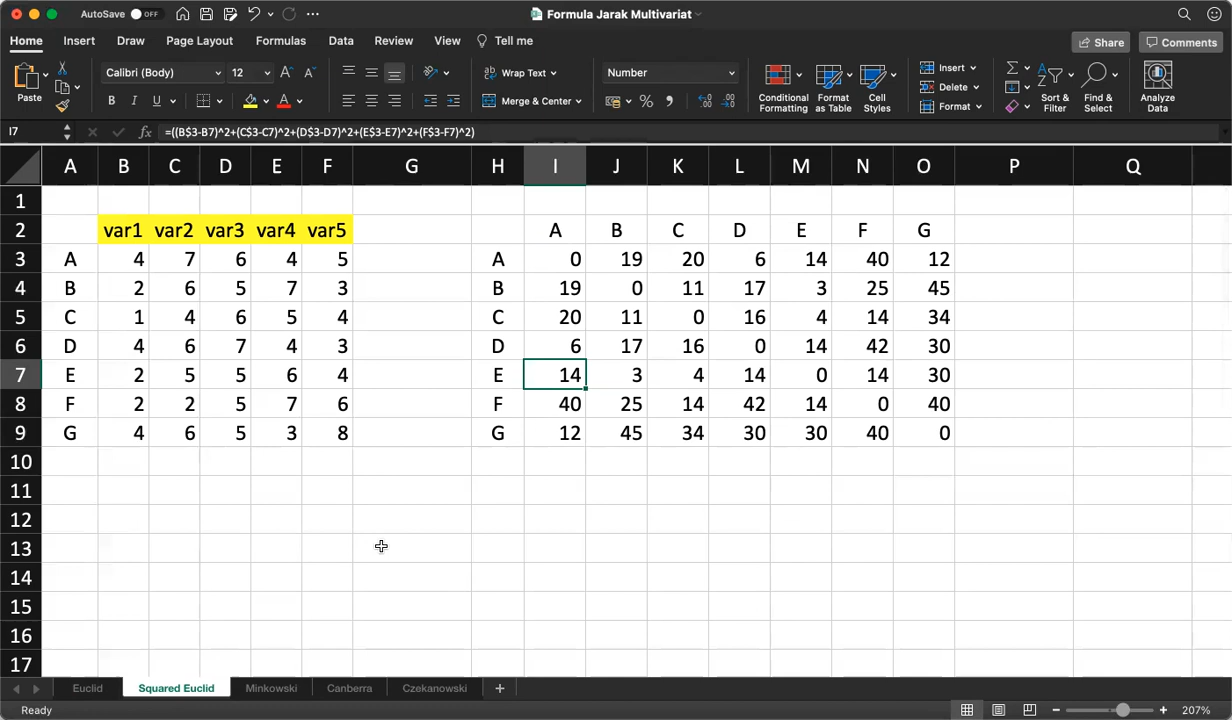 AutoSave OFF Formula Jarak Multivariat
Home Insert Draw Page Layout Formulas Data Review View Tell me Share Comments
Paste Calibri (Body) 12 Wrap Text Number Insert
Delete
B I U A Merge & Center Conditional Formatting Format as Table Cell Styles Format Sort & Filter Find & Select Analyze Data
I7 fx =((B$3-B7)^2+(C$3-C7)^2+(D$3-D7)^2+(E$3-E7)^2+(F$3-F7)^2)
A B C D E F G H I J K L M N O P Q
1
2 var1 var2 var3 var4 var5 A B C D E F G
3 A 4 7 6 4 5 A 0 19 20 6 14 40 12
4 B 2 6 5 7 3 B 19 0 11 17 3 25 45
5 C 1 4 6 5 4 C 20 11 0 16 4 14 34
6 D 4 6 7 4 3 D 6 17 16 0 14 42 30
7 E 2 5 5 6 4 E 14 3 4 14 0 14 30
8 F 2 2 5 7 6 F 40 25 14 42 14 0 40
9 G 4 6 5 3 8 G 12 45 34 30 30 40 0
10
11
12
13
14
15
16
17
Euclid Squared Euclid Minkowski Canberra Czekanowski +
Ready 207%